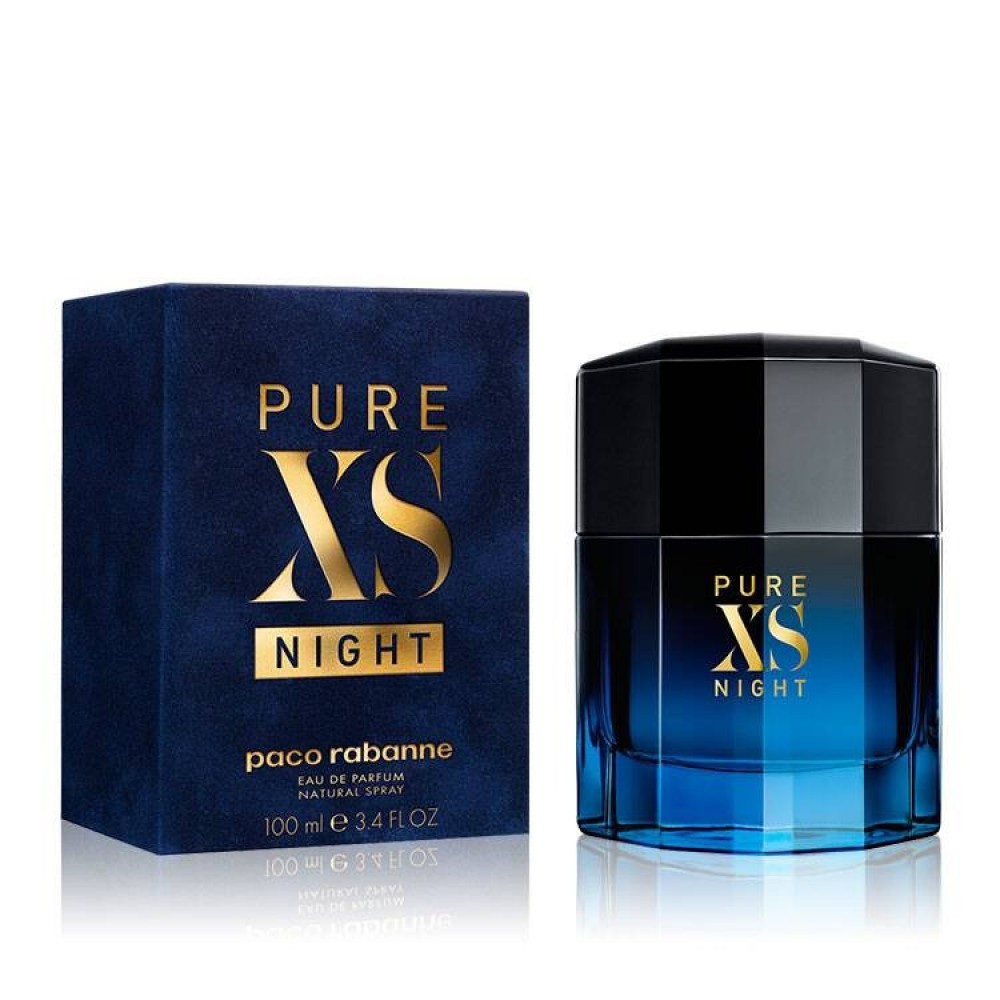 PURE
XS
NIGHT
paco rabanne
EAU DE PARFUM
NATURAL SPRAY
100 ml ℮ 3.4 FL OZ
PURE
XS
NIGHT